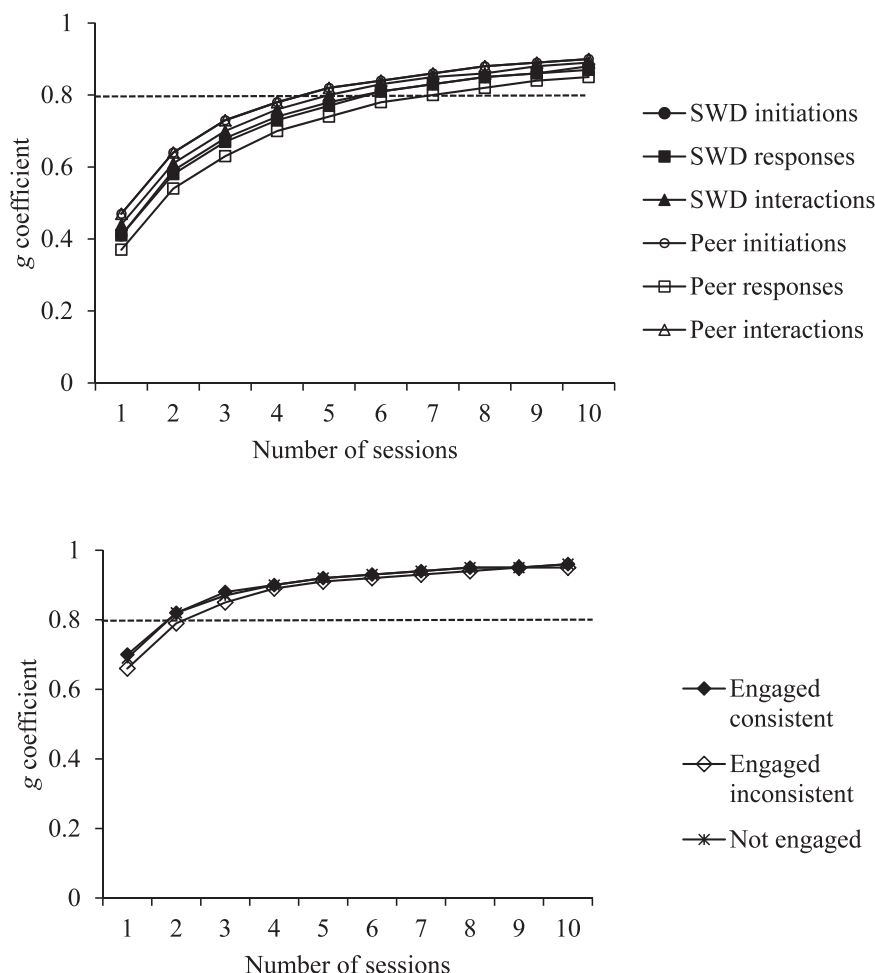 1
0.8
0.6
0.4
0.2
0
g coefficient
1 2 3 4 5 6 7 8 9 10
Number of sessions
SWD initiations
SWD responses
SWD interactions
Peer initiations
Peer responses
Peer interactions
1
0.8
0.6
0.4
0.2
0
g coefficient
1 2 3 4 5 6 7 8 9 10
Number of sessions
Engaged
consistent
Engaged
inconsistent
Not engaged